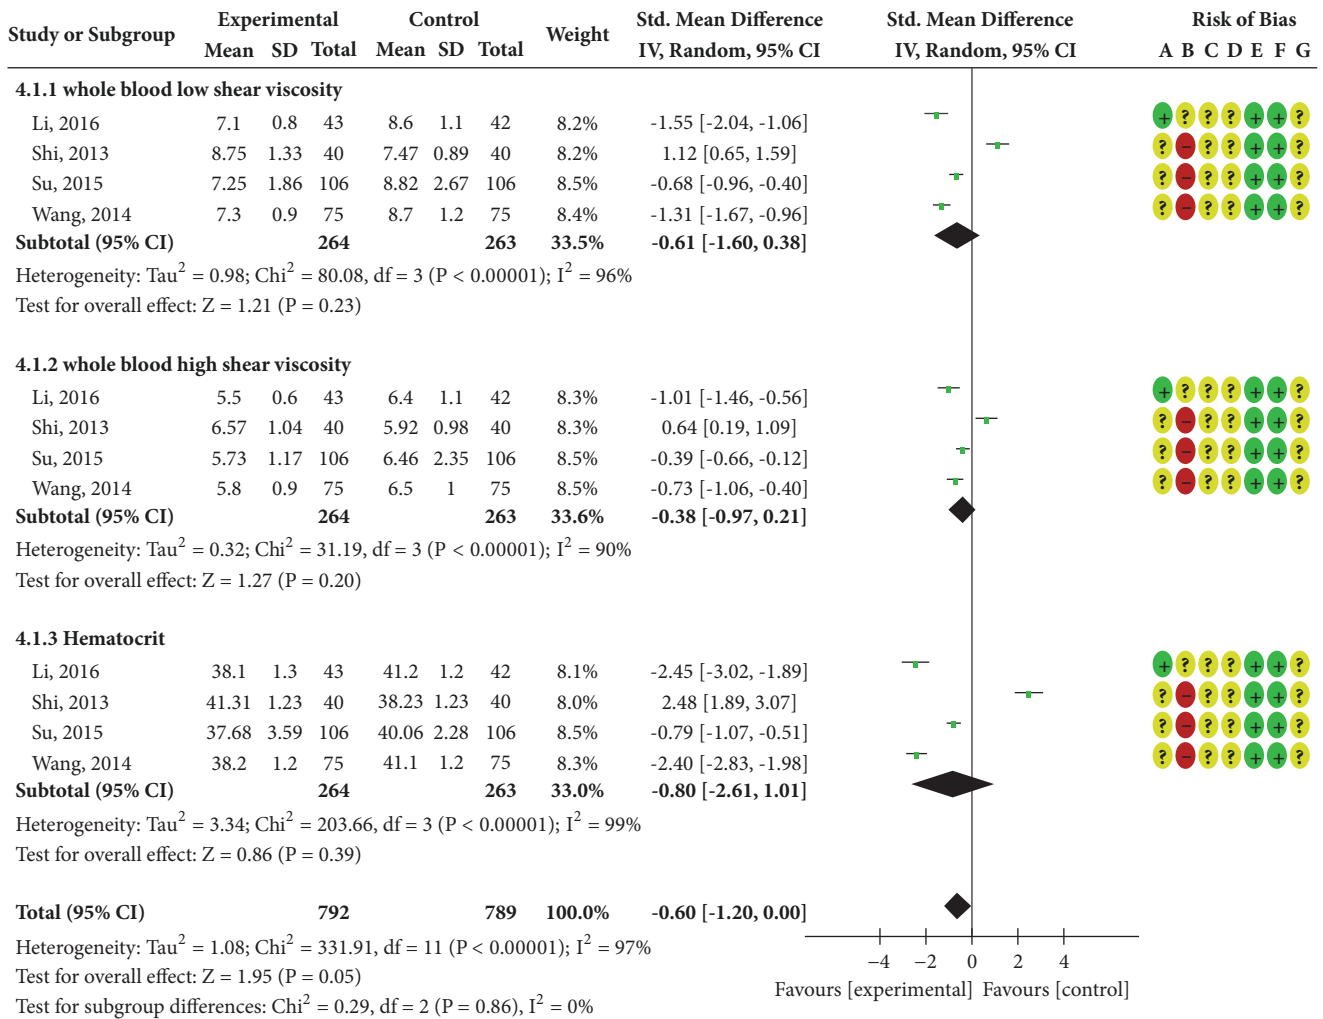 Study or Subgroup Experimental Control Weight Std. Mean Difference Std. Mean Difference Risk of Bias
Mean SD Total Mean SD Total IV, Random, 95% CI IV, Random, 95% CI A B C D E F G
4.1.1 whole blood low shear viscosity
Li, 2016 7.1 0.8 43 8.6 1.1 42 8.2% -1.55 [-2.04, -1.06] + ? ? ? + + ?
Shi, 2013 8.75 1.33 40 7.47 0.89 40 8.2% 1.12 [0.65, 1.59] ? – ? ? + + ?
Su, 2015 7.25 1.86 106 8.82 2.67 106 8.5% -0.68 [-0.96, -0.40] ? – ? ? + + ?
Wang, 2014 7.3 0.9 75 8.7 1.2 75 8.4% -1.31 [-1.67, -0.96] ? – ? ? + + ?
Subtotal (95% CI) 264 263 33.5% -0.61 [-1.60, 0.38]
Heterogeneity: Tau² = 0.98; Chi² = 80.08, df = 3 (P < 0.00001); I² = 96%
Test for overall effect: Z = 1.21 (P = 0.23)
4.1.2 whole blood high shear viscosity
Li, 2016 5.5 0.6 43 6.4 1.1 42 8.3% -1.01 [-1.46, -0.56] + ? ? ? + + ?
Shi, 2013 6.57 1.04 40 5.92 0.98 40 8.3% 0.64 [0.19, 1.09] ? – ? ? + + ?
Su, 2015 5.73 1.17 106 6.46 2.35 106 8.5% -0.39 [-0.66, -0.12] ? – ? ? + + ?
Wang, 2014 5.8 0.9 75 6.5 1 75 8.5% -0.73 [-1.06, -0.40] ? – ? ? + + ?
Subtotal (95% CI) 264 263 33.6% -0.38 [-0.97, 0.21]
Heterogeneity: Tau² = 0.32; Chi² = 31.19, df = 3 (P < 0.00001); I² = 90%
Test for overall effect: Z = 1.27 (P = 0.20)
4.1.3 Hematocrit
Li, 2016 38.1 1.3 43 41.2 1.2 42 8.1% -2.45 [-3.02, -1.89] + ? ? ? + + ?
Shi, 2013 41.31 1.23 40 38.23 1.23 40 8.0% 2.48 [1.89, 3.07] ? – ? ? + + ?
Su, 2015 37.68 3.59 106 40.06 2.28 106 8.5% -0.79 [-1.07, -0.51] ? – ? ? + + ?
Wang, 2014 38.2 1.2 75 41.1 1.2 75 8.3% -2.40 [-2.83, -1.98] ? – ? ? + + ?
Subtotal (95% CI) 264 263 33.0% -0.80 [-2.61, 1.01]
Heterogeneity: Tau² = 3.34; Chi² = 203.66, df = 3 (P < 0.00001); I² = 99%
Test for overall effect: Z = 0.86 (P = 0.39)
Total (95% CI) 792 789 100.0% -0.60 [-1.20, 0.00]
Heterogeneity: Tau² = 1.08; Chi² = 331.91, df = 11 (P < 0.00001); I² = 97%
Test for overall effect: Z = 1.95 (P = 0.05)
Test for subgroup differences: Chi² = 0.29, df = 2 (P = 0.86), I² = 0%
−4 −2 0 2 4
Favours [experimental] Favours [control]